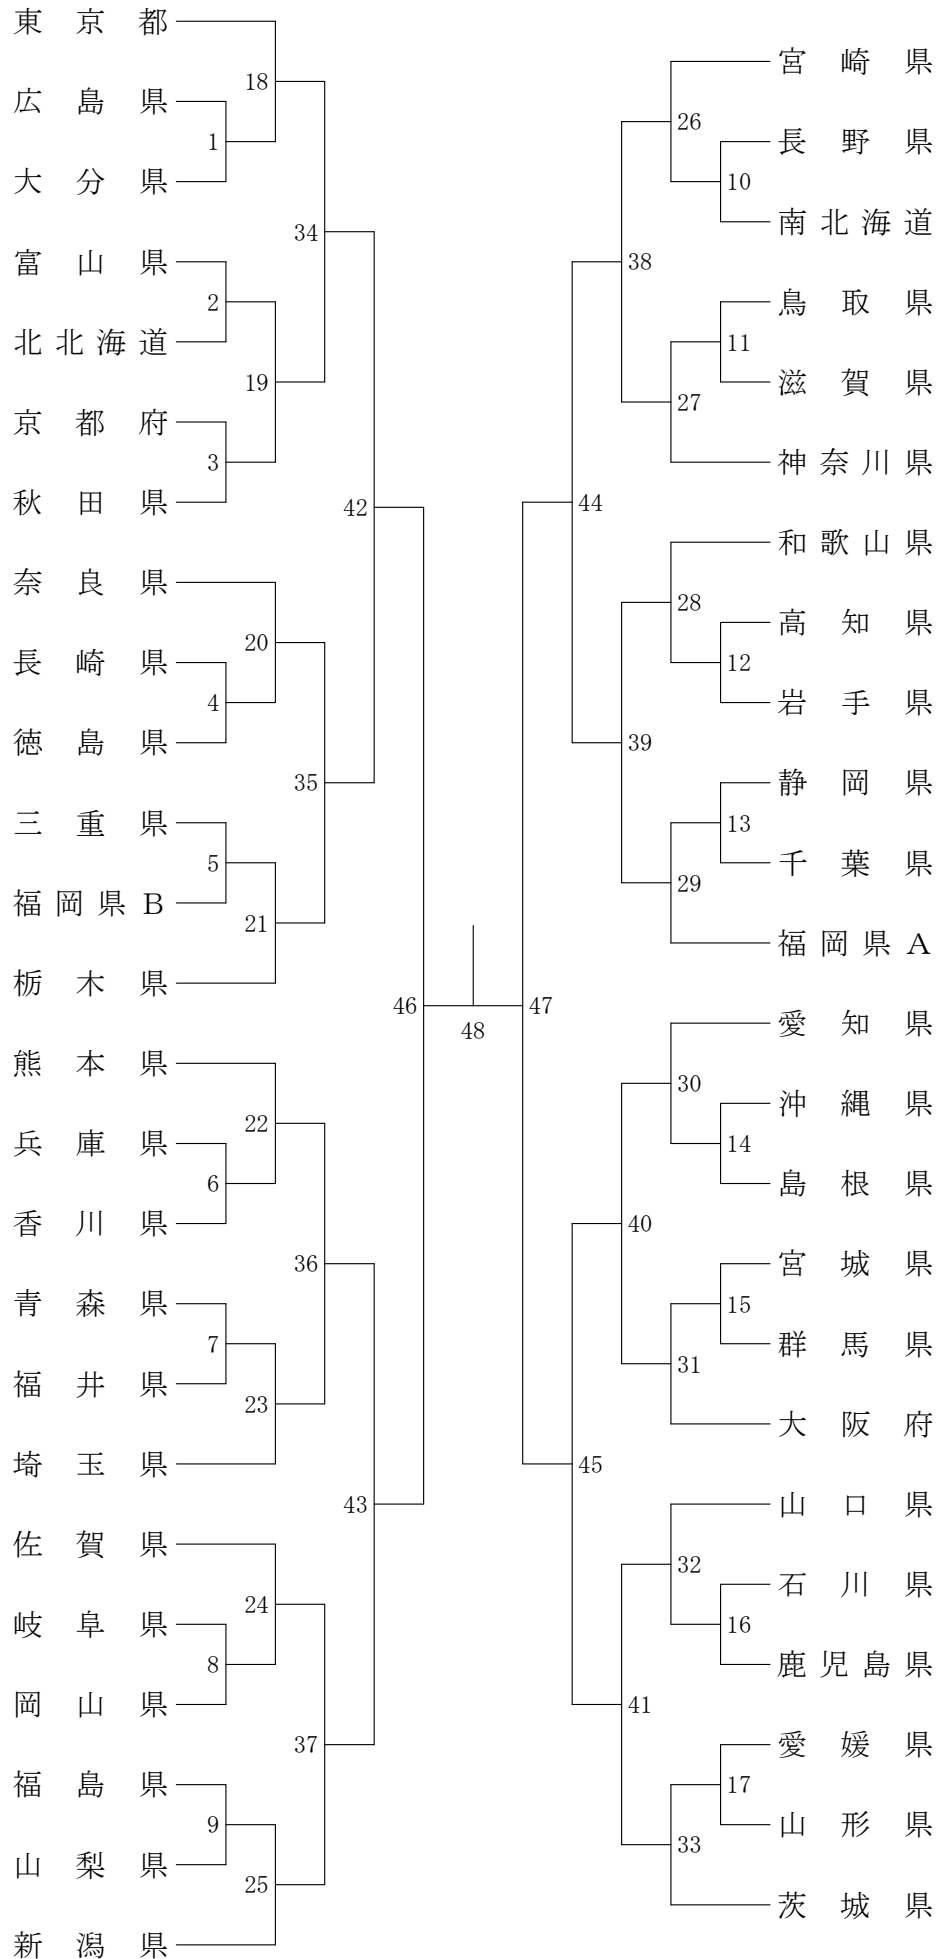 東京都
広島県
大分県
富山県
北北海道
京都府
秋田県
奈良県
長崎県
徳島県
三重県
福岡県B
栃木県
熊本県
兵庫県
香川県
青森県
福井県
埼玉県
佐賀県
岐阜県
岡山県
福島県
山梨県
新潟県
1
2
3
4
5
6
7
8
9
18
19
20
21
22
23
24
25
34
35
36
37
42
43
46
48
47
44
45
38
39
40
41
26
27
28
29
30
31
32
33
10
11
12
13
14
15
16
17
宮崎県
長野県
南北海道
鳥取県
滋賀県
神奈川県
和歌山県
高知県
岩手県
静岡県
千葉県
福岡県A
愛知県
沖縄県
島根県
宮城県
群馬県
大阪府
山口県
石川県
鹿児島県
愛媛県
山形県
茨城県